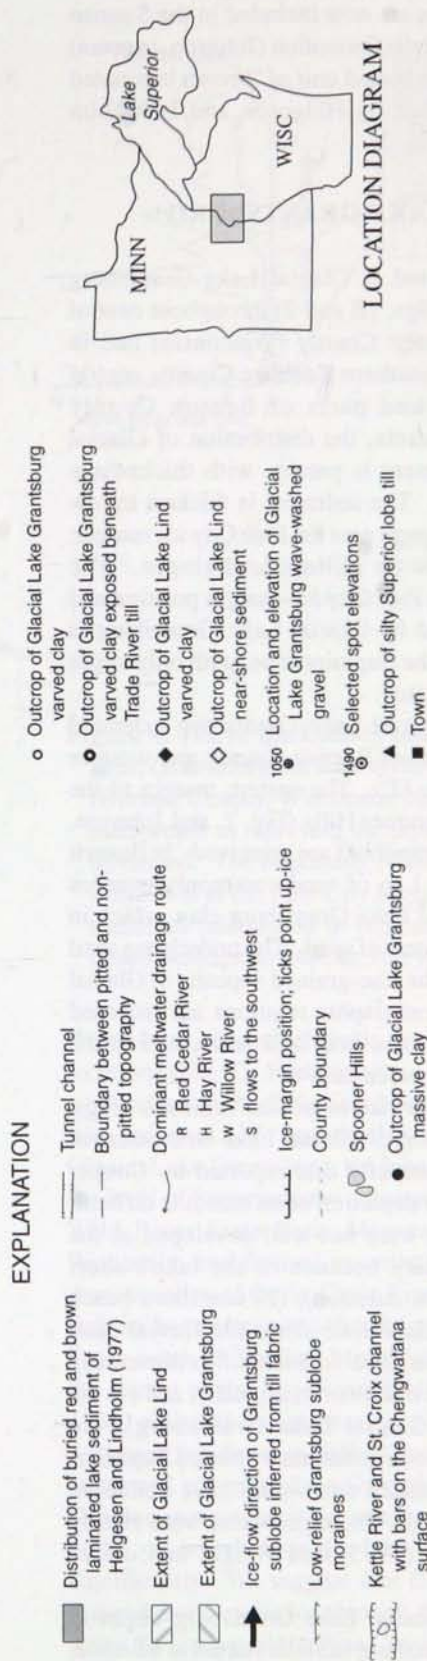 EXPLANATION
Distribution of buried red and brown
laminated lake sediment of
Helgesen and Lindholm (1977)
Extent of Glacial Lake Lind
Extent of Glacial Lake Grantsburg
Ice-flow direction of Grantsburg
sublobe inferred from till fabric
Low-relief Grantsburg sublobe
moraines
Kettle River and St. Croix channel
with bars on the Chengwatana
surface
Tunnel channel
Boundary between pitted and non-
pitted topography
Dominant meltwater drainage route
R Red Cedar River
H Hay River
W Willow River
S flows to the southwest
Ice-margin position; ticks point up-ice
County boundary
Spooner Hills
Outcrop of Glacial Lake Grantsburg
massive clay
Outcrop of Glacial Lake Grantsburg
varved clay
Outcrop of Glacial Lake Grantsburg
varved clay exposed beneath
Trade River till
Outcrop of Glacial Lake Lind
varved clay
Outcrop of Glacial Lake Lind
near-shore sediment
1050 Location and elevation of Glacial
Lake Grantsburg wave-washed
gravel
1490 Selected spot elevations
Outcrop of silty Superior lobe till
Town
Lake
Superior
MINN
WISC
LOCATION DIAGRAM